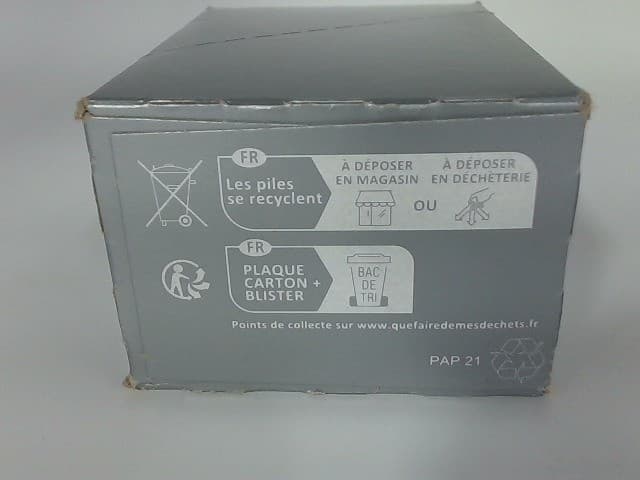 FR
Les piles
se recyclent
À DÉPOSER
EN MAGASIN
OU
À DÉPOSER
EN DÉCHÈTERIE
FR
PLAQUE
CARTON +
BLISTER
BAC
DE
TRI
Points de collecte sur www.quefairedemesdechets.fr
PAP 21